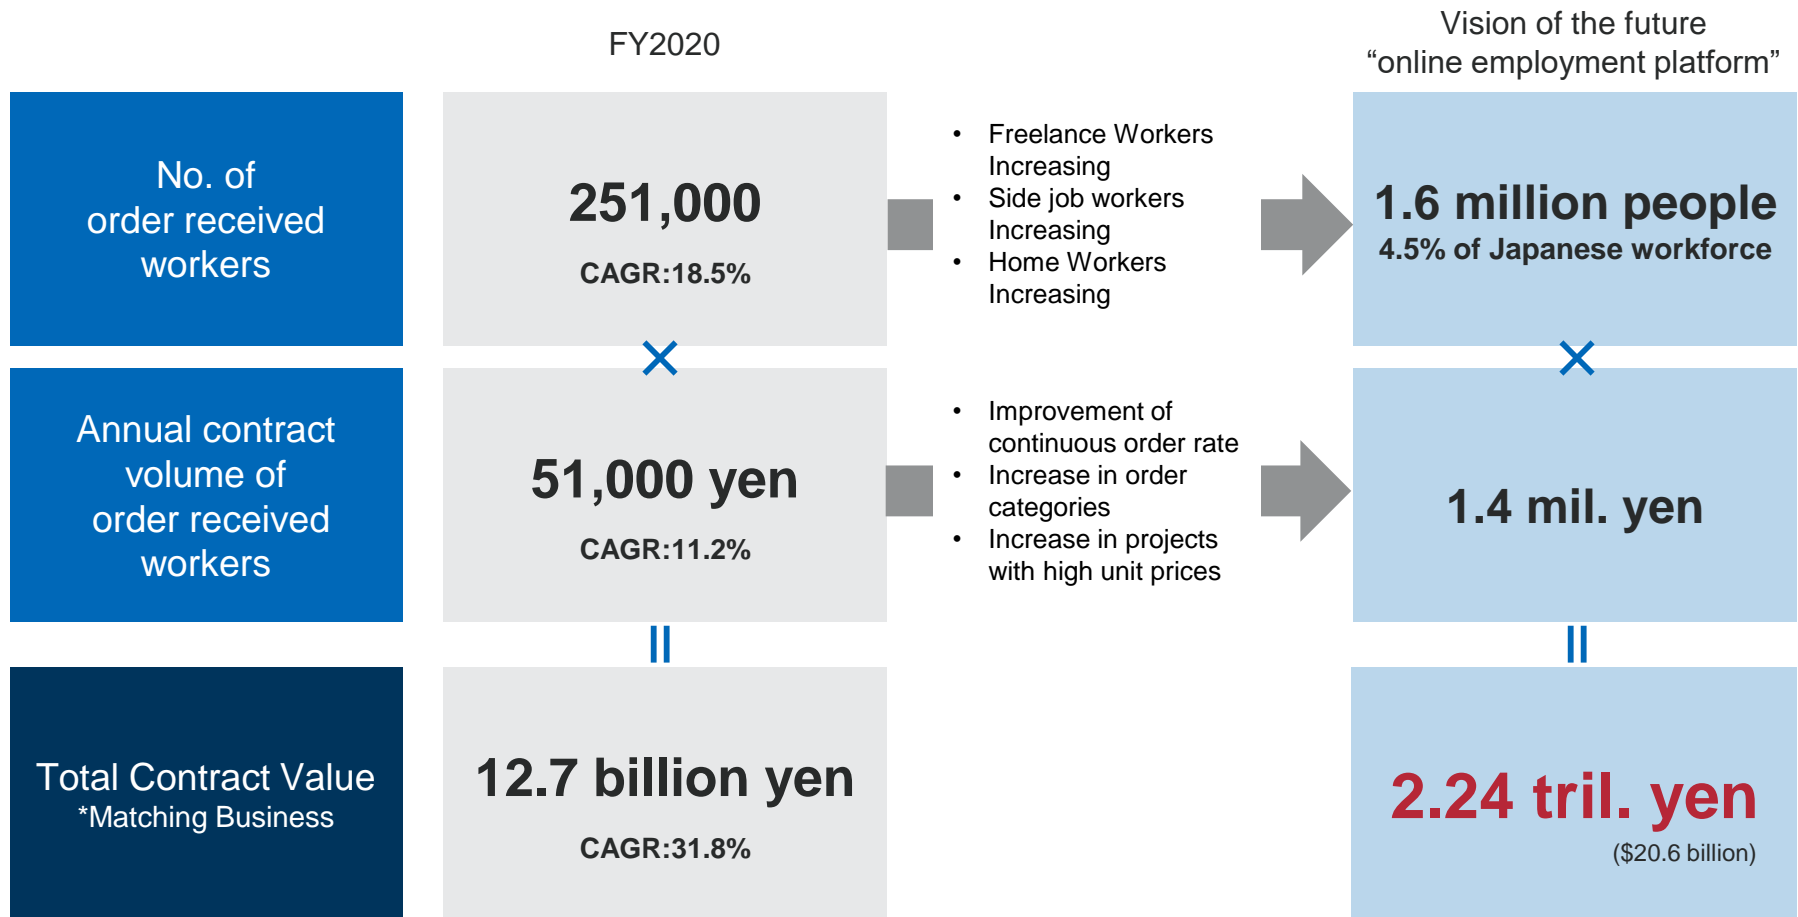 FY2020
Vision of the future
“online employment platform”
No. of
order received
workers
251,000
CAGR:18.5%
• Freelance Workers
Increasing
• Side job workers
Increasing
• Home Workers
Increasing
1.6 million people
4.5% of Japanese workforce
×
×
Annual contract
volume of
order received
workers
51,000 yen
CAGR:11.2%
• Improvement of
continuous order rate
• Increase in order
categories
• Increase in projects
with high unit prices
1.4 mil. yen
Total Contract Value
*Matching Business
12.7 billion yen
CAGR:31.8%
2.24 tril. yen
($20.6 billion)